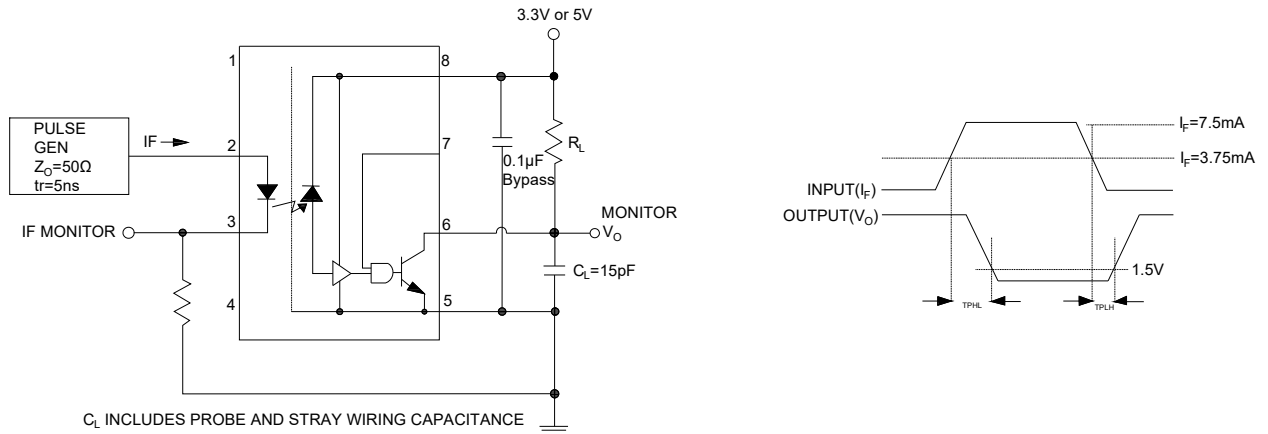 3.3V or 5V
1
8
PULSE
GEN
Z_O=50Ω
tr=5ns
IF
2
7
0.1μF
Bypass
R_L
IF MONITOR
3
6
MONITOR
V_O
C_L=15pF
4
5
C_L INCLUDES PROBE AND STRAY WIRING CAPACITANCE
I_F=7.5mA
I_F=3.75mA
INPUT(I_F)
OUTPUT(V_O)
1.5V
TPHL
TPLH